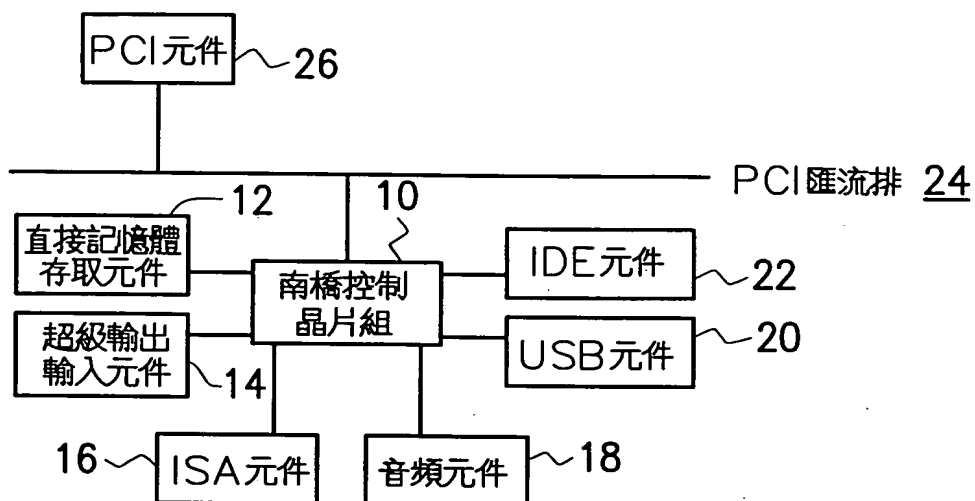 PCI元件
26
PCI匯流排 24
12
10
直接記憶體
存取元件
南橋控制
晶片組
IDE元件
22
超級輸出
輸入元件
14
USB元件
20
16
ISA元件
音頻元件
18